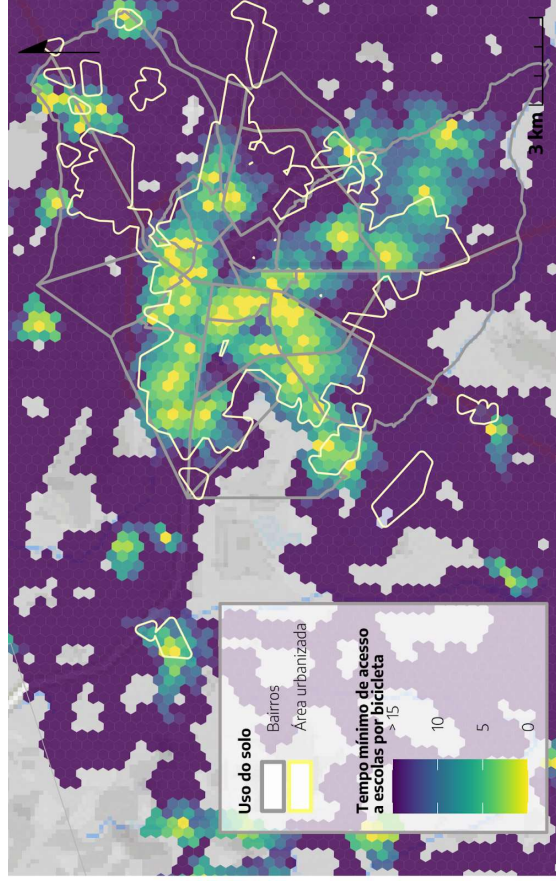 Uso do solo
Bairros
Área urbanizada
Tempo mínimo de acesso
a escolas por bicicleta
> 15
10
5
0
3 km